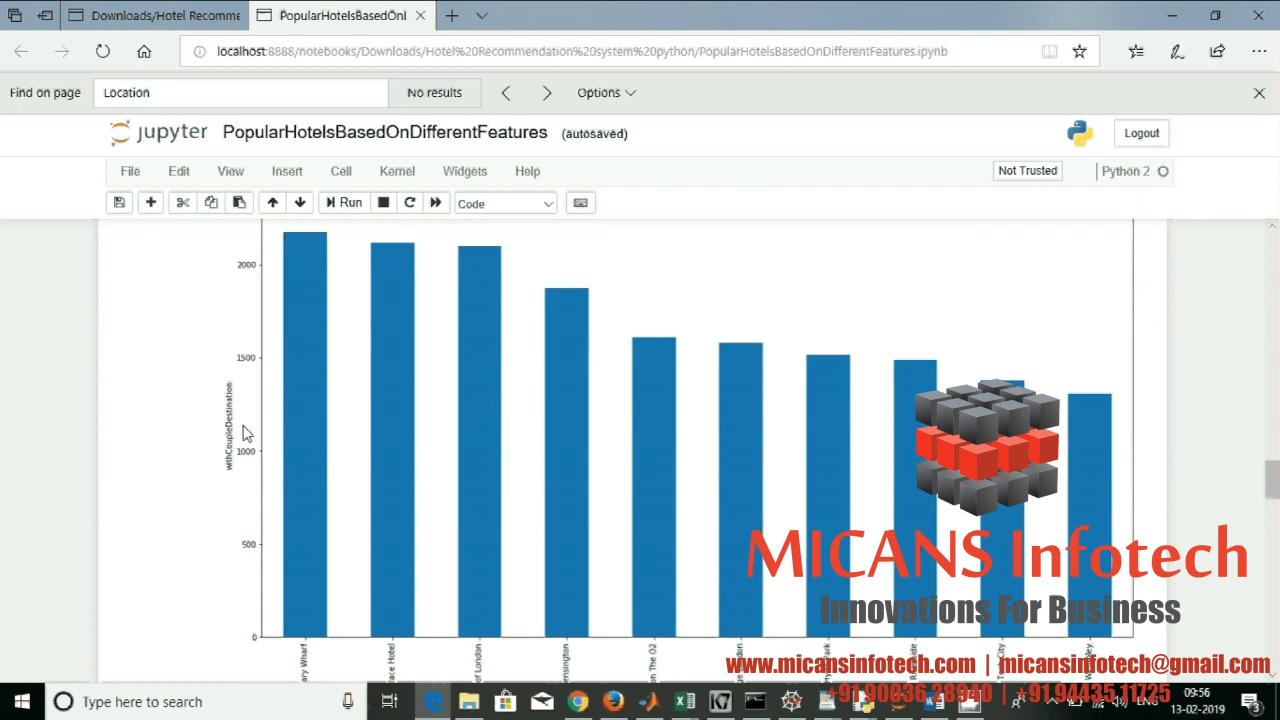 Downloads/Hotel Recomme
PopularHotelsBasedOnl
localhost:8888/notebooks/Downloads/Hotel%20Recommendation%20system%20python/PopularHotelsBasedOnDifferentFeatures.ipynb
Find on page
Location
No results
Options
jupyter
PopularHotelsBasedOnDifferentFeatures
(autosaved)
Logout
File
Edit
View
Insert
Cell
Kernel
Widgets
Help
Not Trusted
Python 2
Run
Code
2000
1500
1000
500
0
withCoupleDestination
ary Wharf
ace Hotel
of London
ensington
on The O2
Wembley,
MICANS Infotech
Innovations For Business
www.micansinfotech.com | micansinfotech@gmail.com
+91.90036.28940 | +91.94435.11725
Type here to search
ENG
09:56
13-02-2019
3